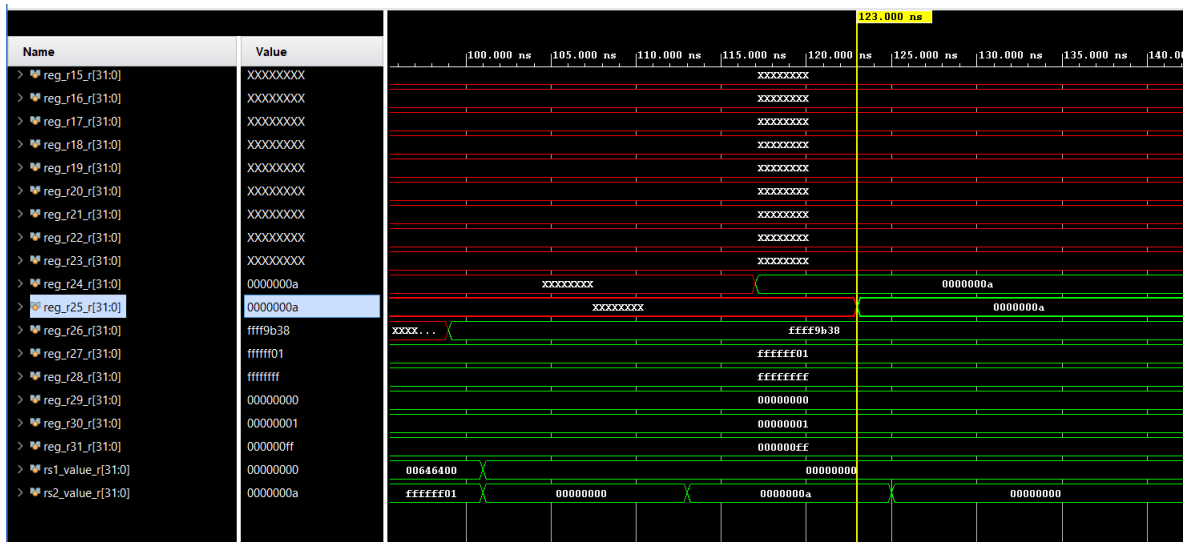 123.000 ns
Name Value 100.000 ns 105.000 ns 110.000 ns 115.000 ns 120.000 ns 125.000 ns 130.000 ns 135.000 ns 140.0
reg_r15_r[31:0] XXXXXXXX XXXXXXXX
reg_r16_r[31:0] XXXXXXXX XXXXXXXX
reg_r17_r[31:0] XXXXXXXX XXXXXXXX
reg_r18_r[31:0] XXXXXXXX XXXXXXXX
reg_r19_r[31:0] XXXXXXXX XXXXXXXX
reg_r20_r[31:0] XXXXXXXX XXXXXXXX
reg_r21_r[31:0] XXXXXXXX XXXXXXXX
reg_r22_r[31:0] XXXXXXXX XXXXXXXX
reg_r23_r[31:0] XXXXXXXX XXXXXXXX
reg_r24_r[31:0] 0000000a XXXXXXXX 0000000a
reg_r25_r[31:0] 0000000a XXXXXXXX 0000000a
reg_r26_r[31:0] ffff9b38 XXXX... ffff9b38
reg_r27_r[31:0] ffffff01 ffffff01
reg_r28_r[31:0] ffffffff ffffffff
reg_r29_r[31:0] 00000000 00000000
reg_r30_r[31:0] 00000001 00000001
reg_r31_r[31:0] 000000ff 000000ff
rs1_value_r[31:0] 00000000 00646400 00000000
rs2_value_r[31:0] 0000000a ffffff01 00000000 0000000a 00000000